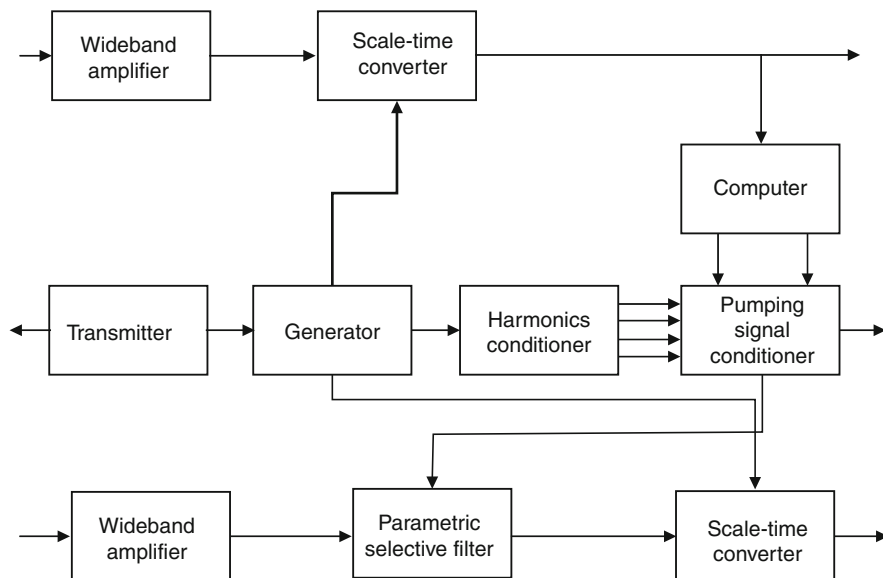 Wideband
amplifier
Scale-time
converter
Computer
Transmitter
Generator
Harmonics
conditioner
Pumping
signal
conditioner
Wideband
amplifier
Parametric
selective filter
Scale-time
converter